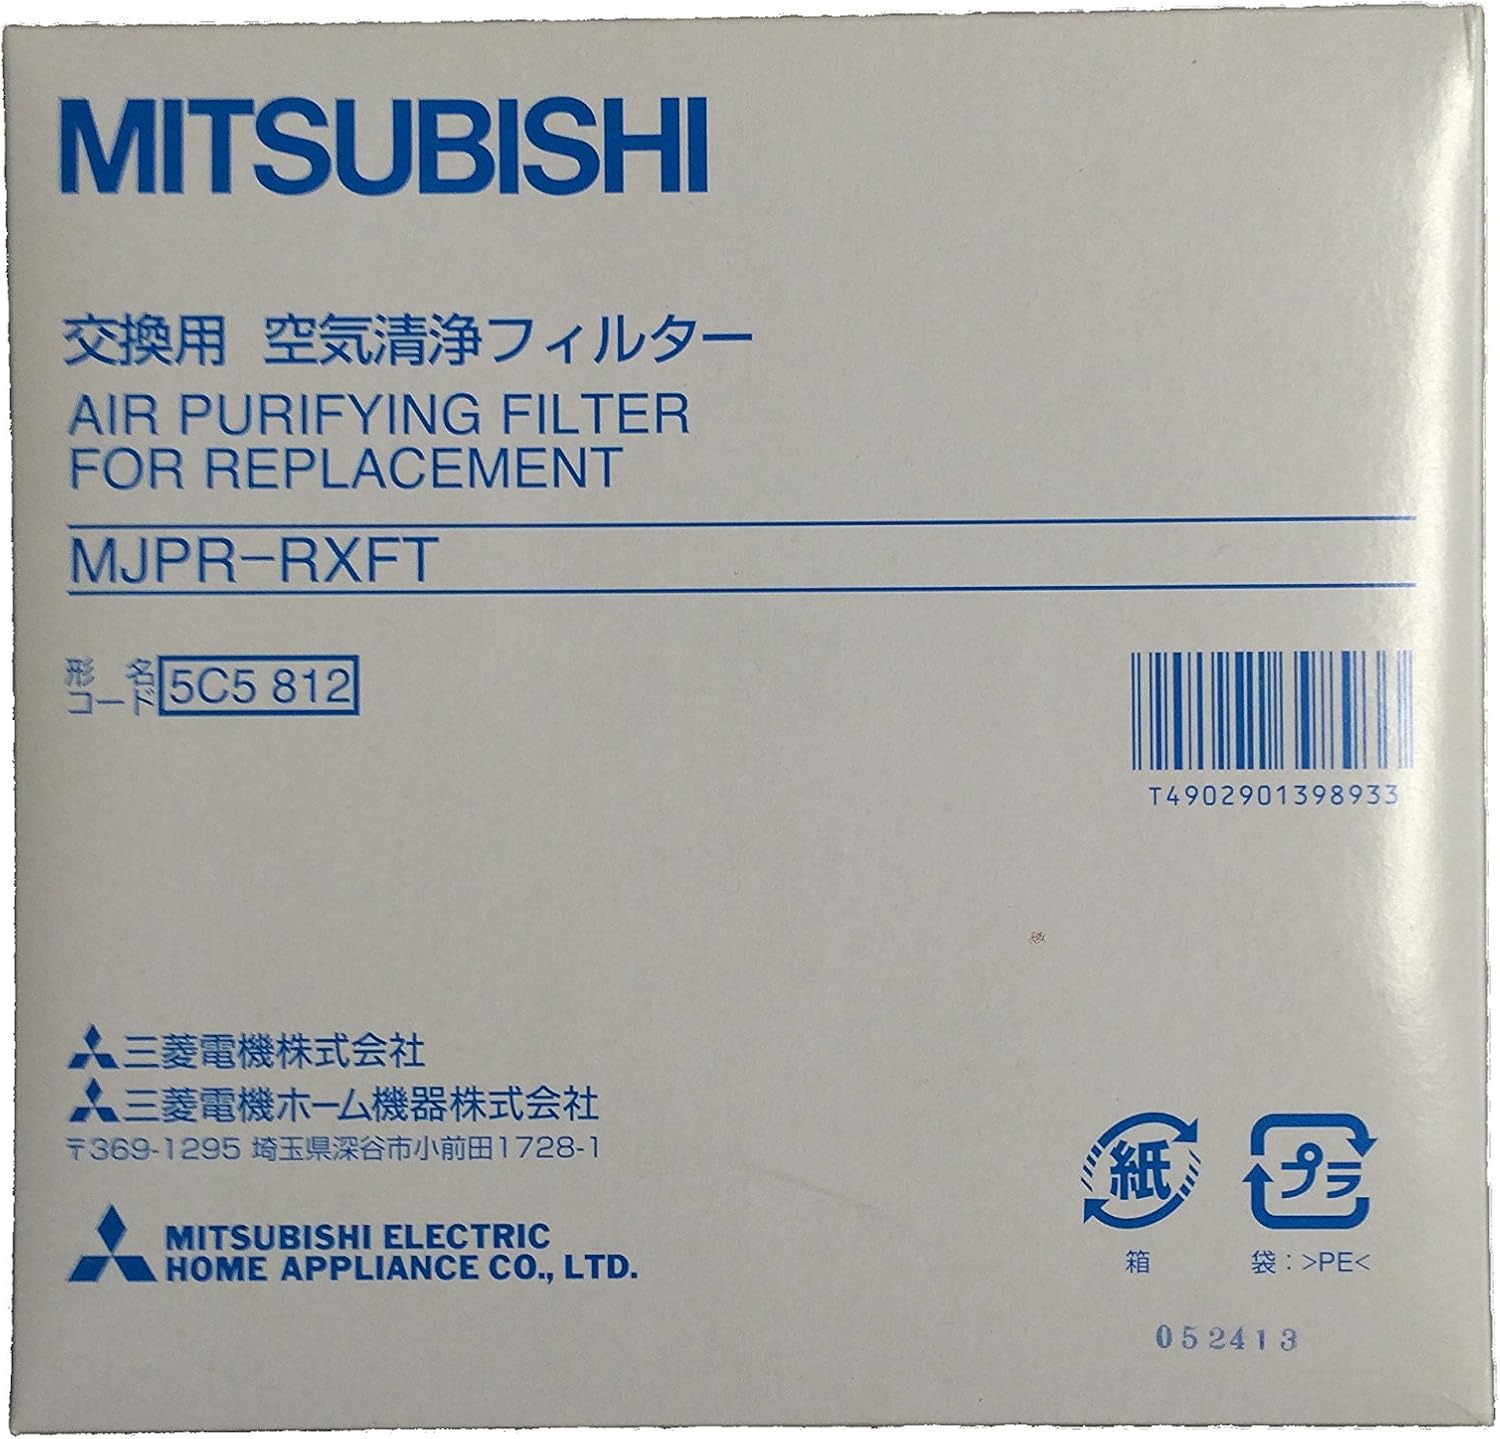 MITSUBISHI
交換用 空気清浄フィルター
AIR PURIFYING FILTER
FOR REPLACEMENT
MJPR-RXFT
形名
コード 5C5 812
T4902901398933
三菱電機株式会社
三菱電機ホーム機器株式会社
〒369-1295 埼玉県深谷市小前田1728-1
MITSUBISHI ELECTRIC
HOME APPLIANCE CO., LTD.
紙
箱
プラ
袋：>PE<
052413